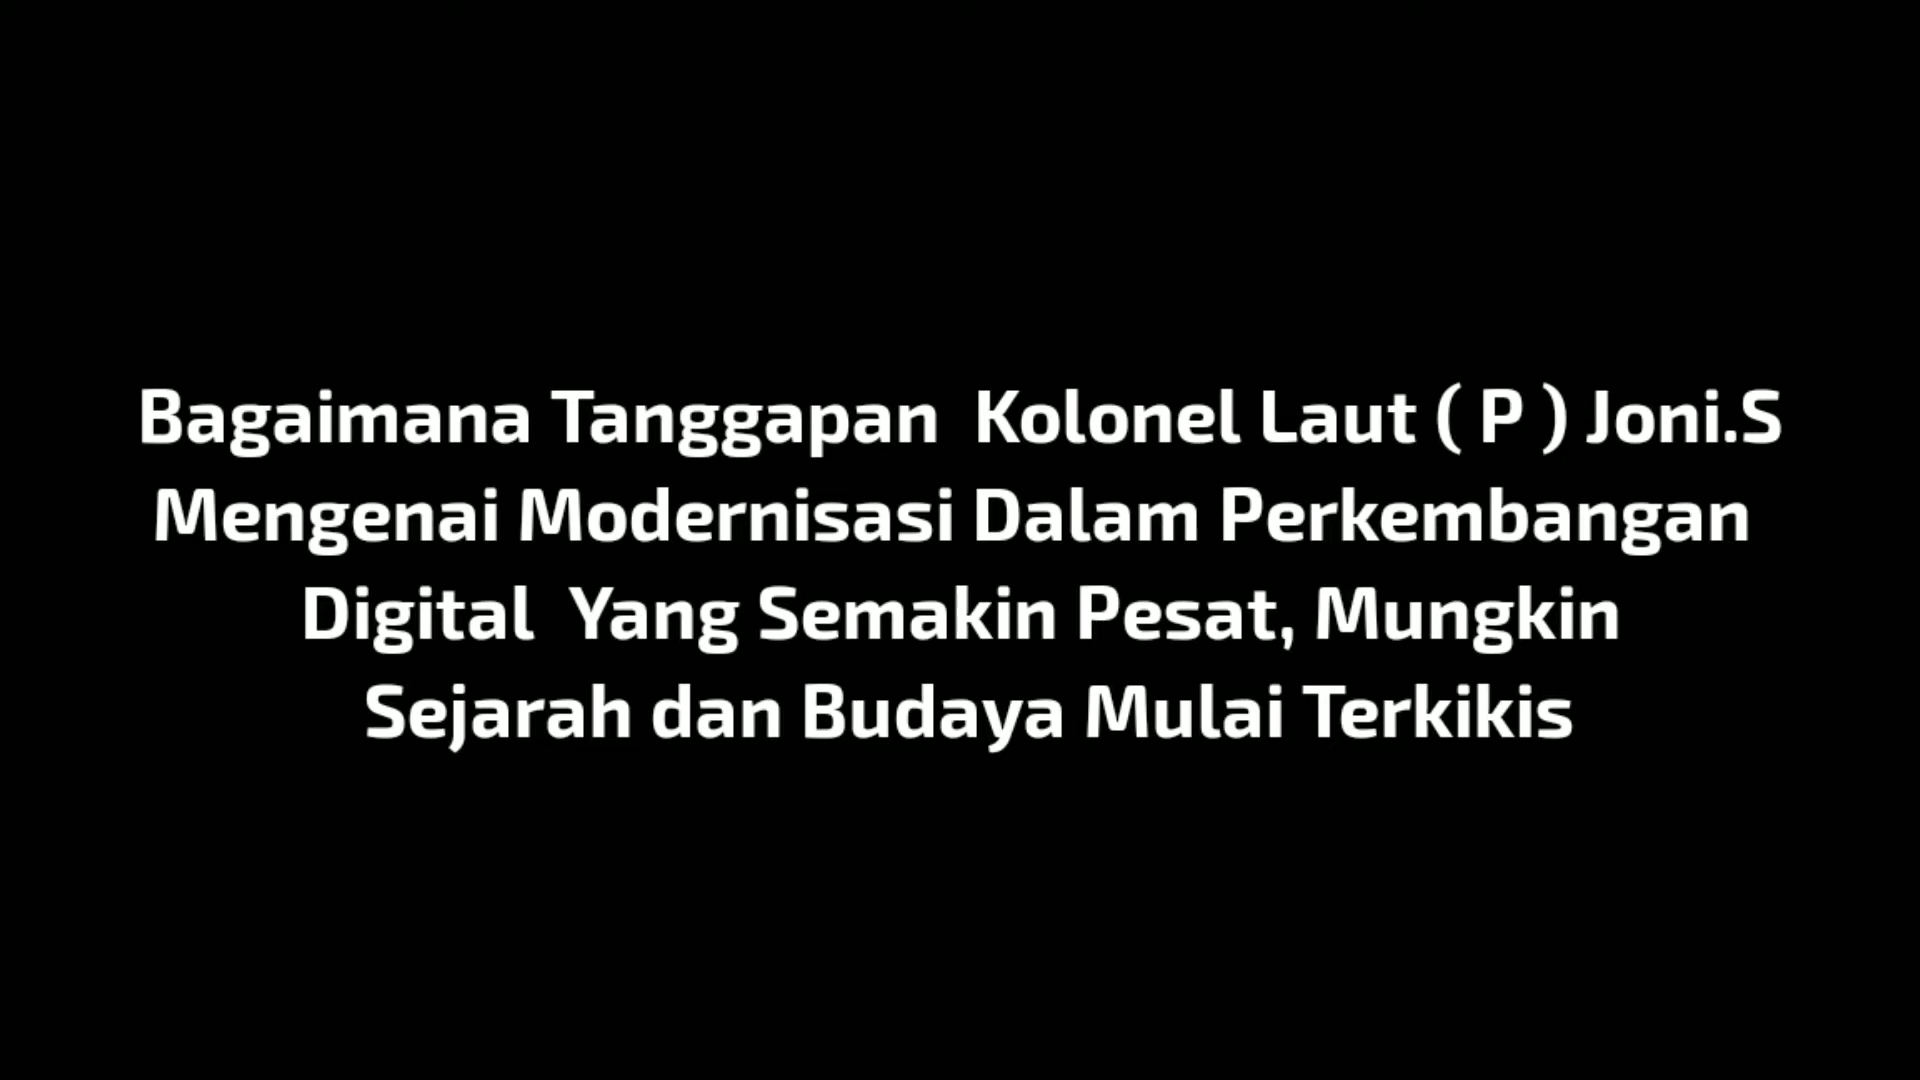 Bagaimana Tanggapan  Kolonel Laut ( P ) Joni.S
Mengenai Modernisasi Dalam Perkembangan
Digital  Yang Semakin Pesat, Mungkin
Sejarah dan Budaya Mulai Terkikis